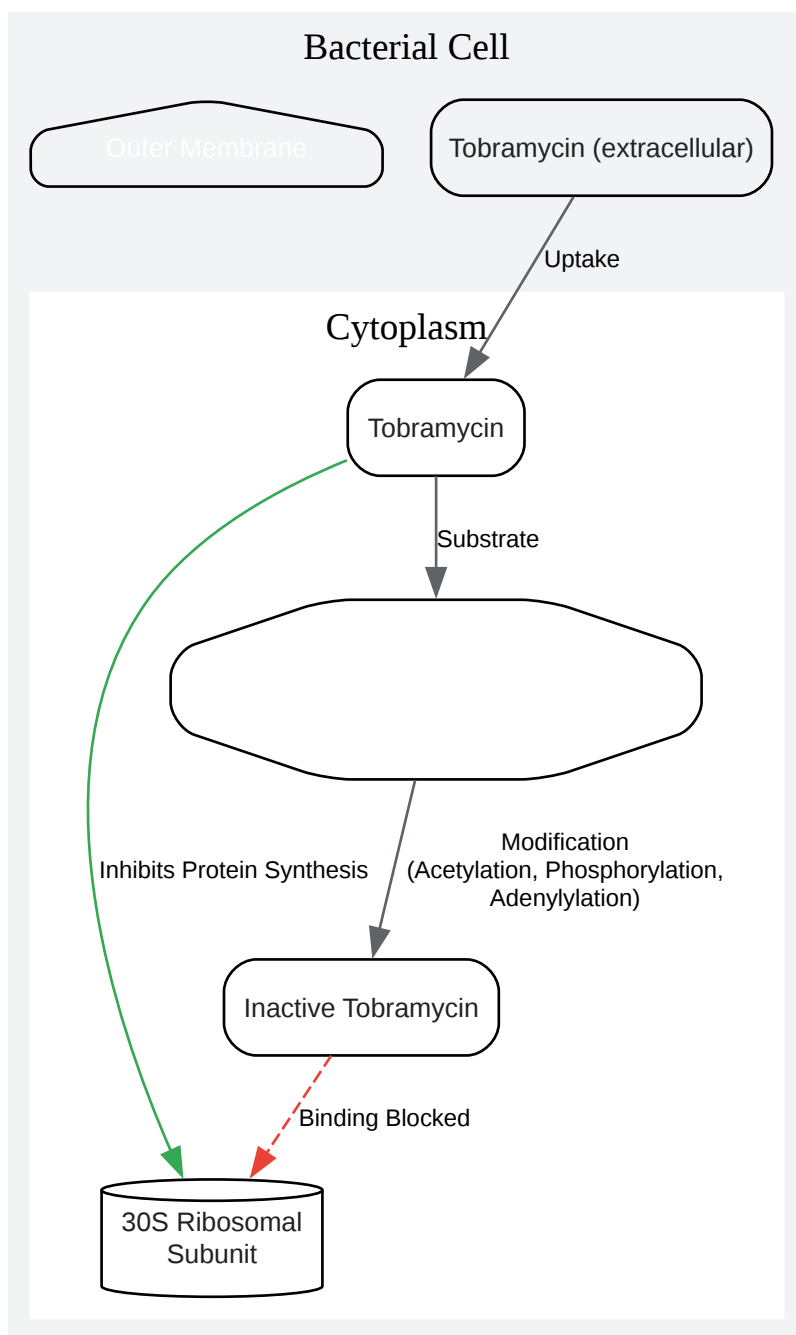 Bacterial Cell
Outer Membrane
Tobramycin (extracellular)
Uptake
Cytoplasm
Tobramycin
Substrate
Inhibits Protein Synthesis
Modification
(Acetylation, Phosphorylation,
Adenylylation)
Inactive Tobramycin
Binding Blocked
30S Ribosomal
Subunit